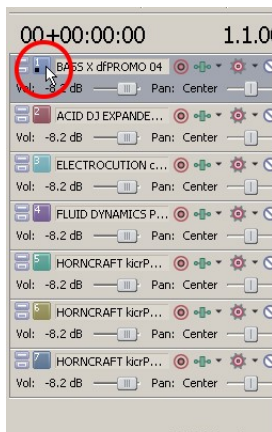 00+00:00:00 1.1.0
1 BASS X dfPROMO 04
Vol: -8.2 dB Pan: Center
2 ACID DJ EXPANDE...
Vol: -8.2 dB Pan: Center
3 ELECTROCUTION c...
Vol: -8.2 dB Pan: Center
4 FLUID DYNAMICS P...
Vol: -8.2 dB Pan: Center
5 HORNCRAFT kicrP...
Vol: -8.2 dB Pan: Center
6 HORNCRAFT kicrP...
Vol: -8.2 dB Pan: Center
7 HORNCRAFT kicrP...
Vol: -8.2 dB Pan: Center